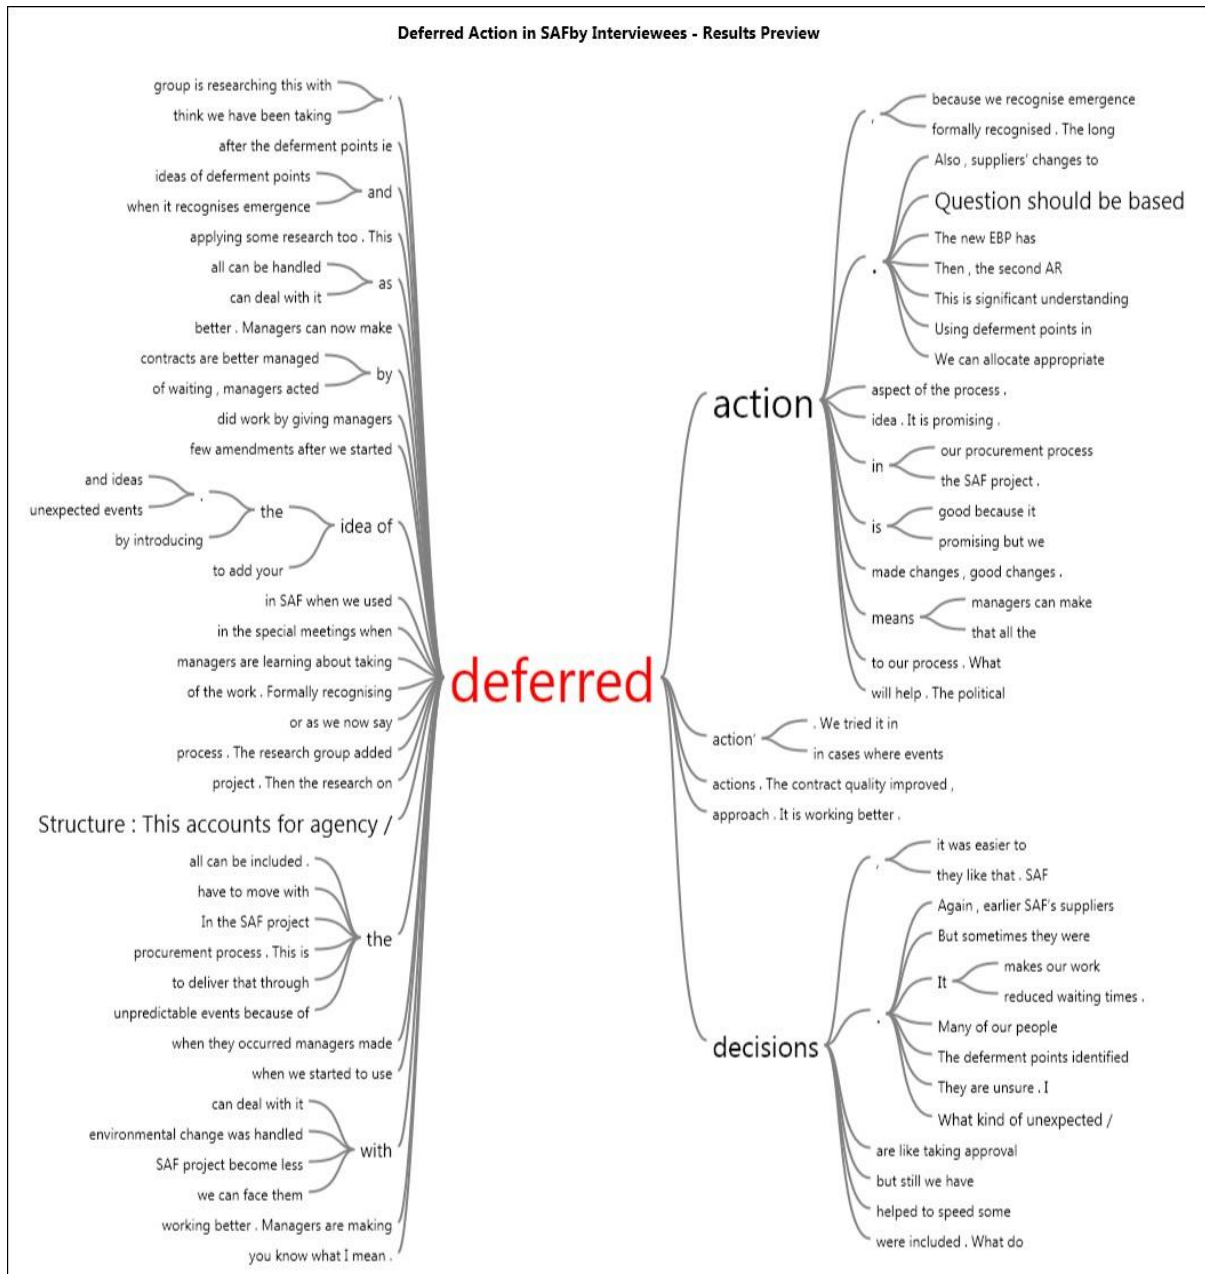 Deferred Action in SAFby Interviewees - Results Preview
group is researching this with
think we have been taking
'
after the deferment points ie
ideas of deferment points
when it recognises emergence
and
applying some research too . This
all can be handled
can deal with it
as
better . Managers can now make
contracts are better managed
of waiting , managers acted
by
did work by giving managers
few amendments after we started
and ideas
unexpected events
.
by introducing
the
to add your
idea of
in SAF when we used
in the special meetings when
managers are learning about taking
of the work . Formally recognising
or as we now say
process . The research group added
project . Then the research on
Structure : This accounts for agency /
all can be included .
have to move with
In the SAF project
procurement process . This is
to deliver that through
unpredictable events because of
the
when they occurred managers made
when we started to use
can deal with it
environmental change was handled
SAF project become less
we can face them
with
working better . Managers are making
you know what I mean .
deferred
action
,
because we recognise emergence
formally recognised . The long
.
Also , suppliers' changes to
Question should be based
The new EBP has
Then , the second AR
This is significant understanding
Using deferment points in
We can allocate appropriate
aspect of the process .
idea . It is promising .
in
our procurement process
the SAF project .
is
good because it
promising but we
made changes , good changes .
means
managers can make
that all the
to our process . What
will help . The political
action'
. We tried it in
in cases where events
actions . The contract quality improved ,
approach . It is working better .
decisions
,
it was easier to
they like that . SAF
.
Again , earlier SAF's suppliers
But sometimes they were
It
makes our work
reduced waiting times .
Many of our people
The deferment points identified
They are unsure . I
What kind of unexpected /
are like taking approval
but still we have
helped to speed some
were included . What do